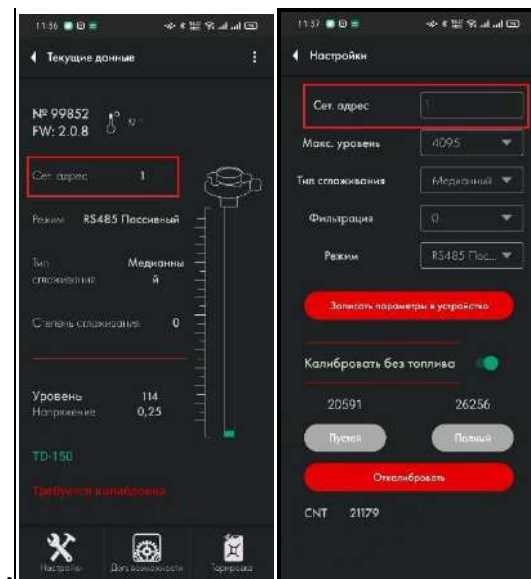 11:36
Текущие данные
№ 99852
FW: 2.0.8
Сет. адрес 1
Режим RS485 Пассивный
Тип сглаживания Медианны
й
Степень сглаживания 0
Уровень 114
Напряжение 0,25
TD-150
Требуется калибровка
Настройки Доп. возможности Тарировка
11:37
Настройки
Сет. адрес 1
Макс. уровень 4095
Тип сглаживания Медианный
Фильтрация 0
Режим RS485 Пас...
Записать параметры в устройство
Калибровать без топлива
20591 26256
Пустой Полный
Откалибровать
CNT 21179